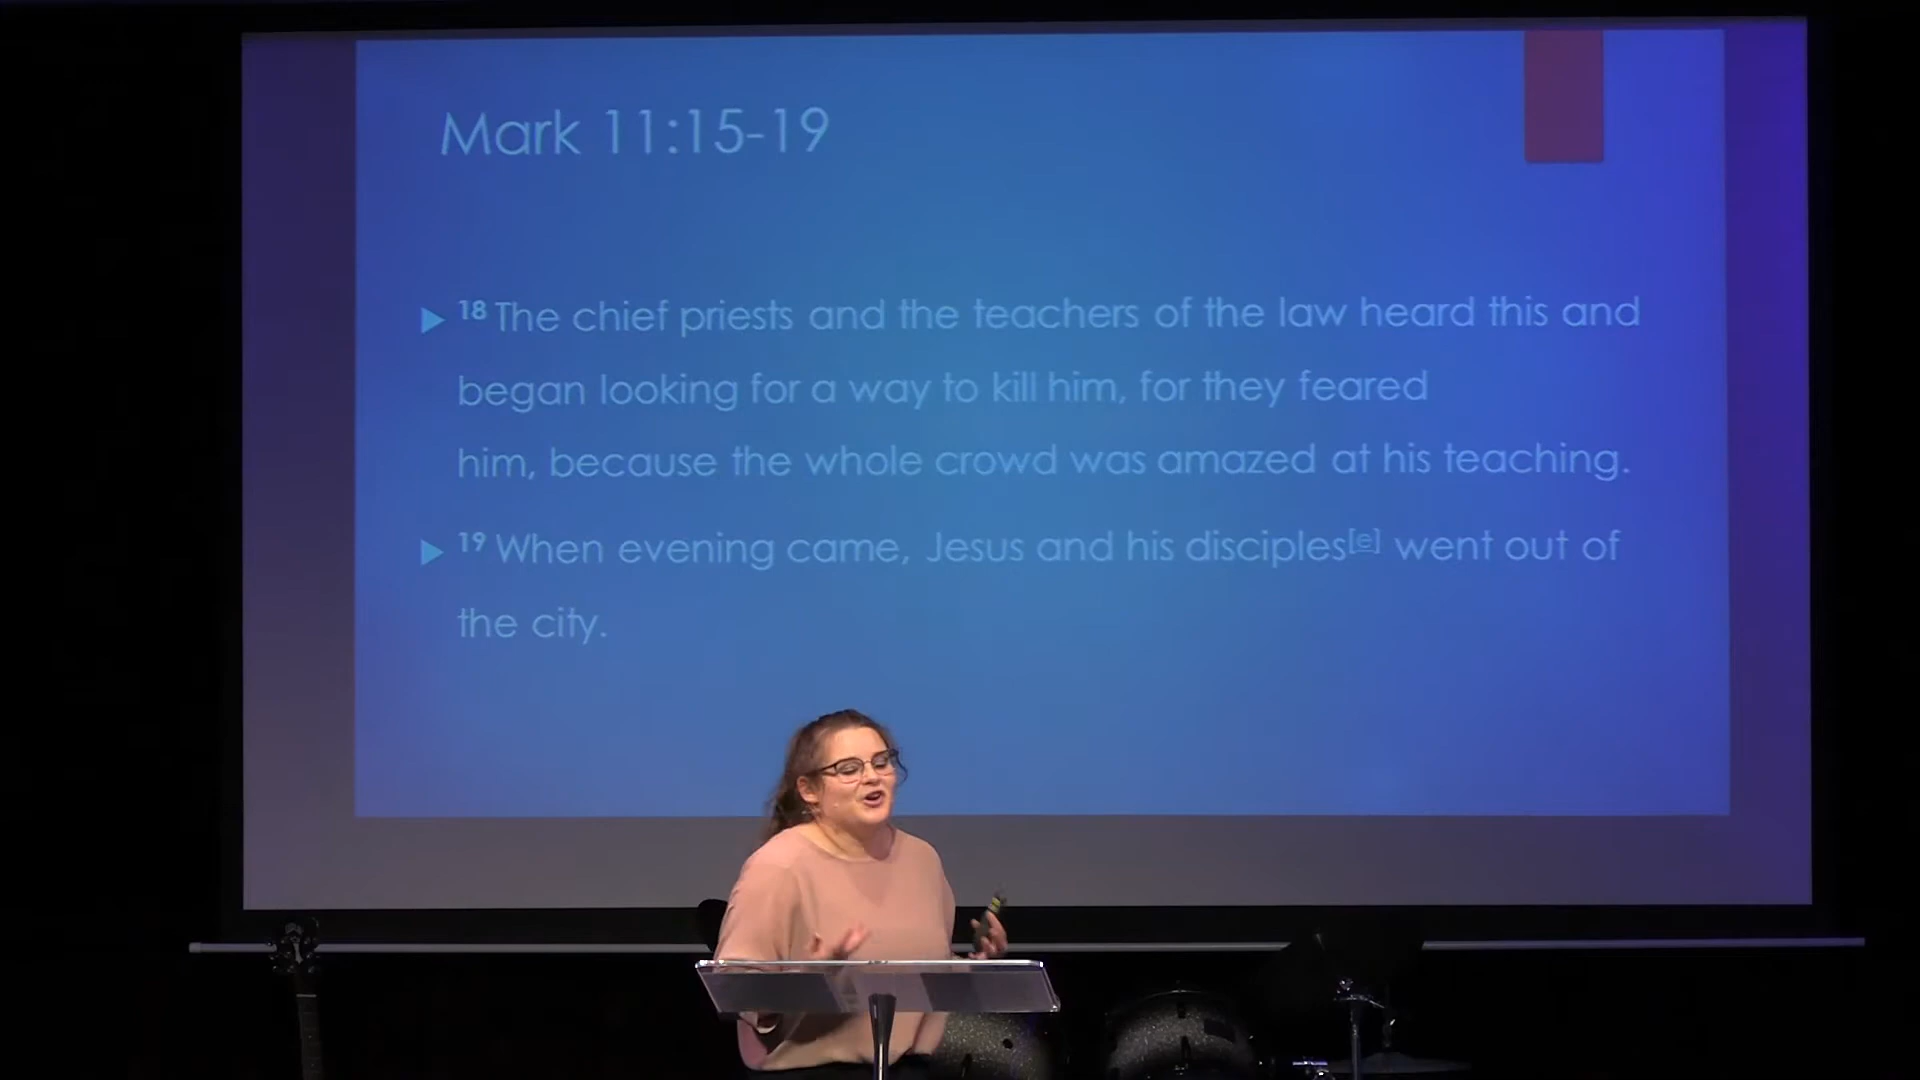 Mark 11:15-19
18 The chief priests and the teachers of the law heard this and
began looking for a way to kill him, for they feared
him, because the whole crowd was amazed at his teaching.
19 When evening came, Jesus and his disciples[e] went out of
the city.